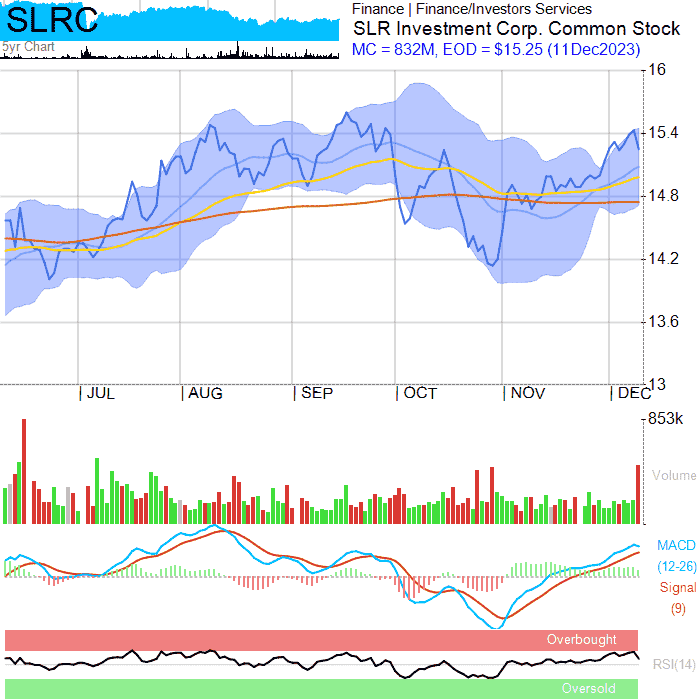 SLRC
5yr Chart
Finance | Finance/Investors Services
SLR Investment Corp. Common Stock
MC = 832M, EOD = $15.25 (11Dec2023)
16
15.4
14.8
14.2
13.6
13
JUL
AUG
SEP
OCT
NOV
DEC
853k
Volume
MACD
(12-26)
Signal
(9)
Overbought
RSI(14)
Oversold